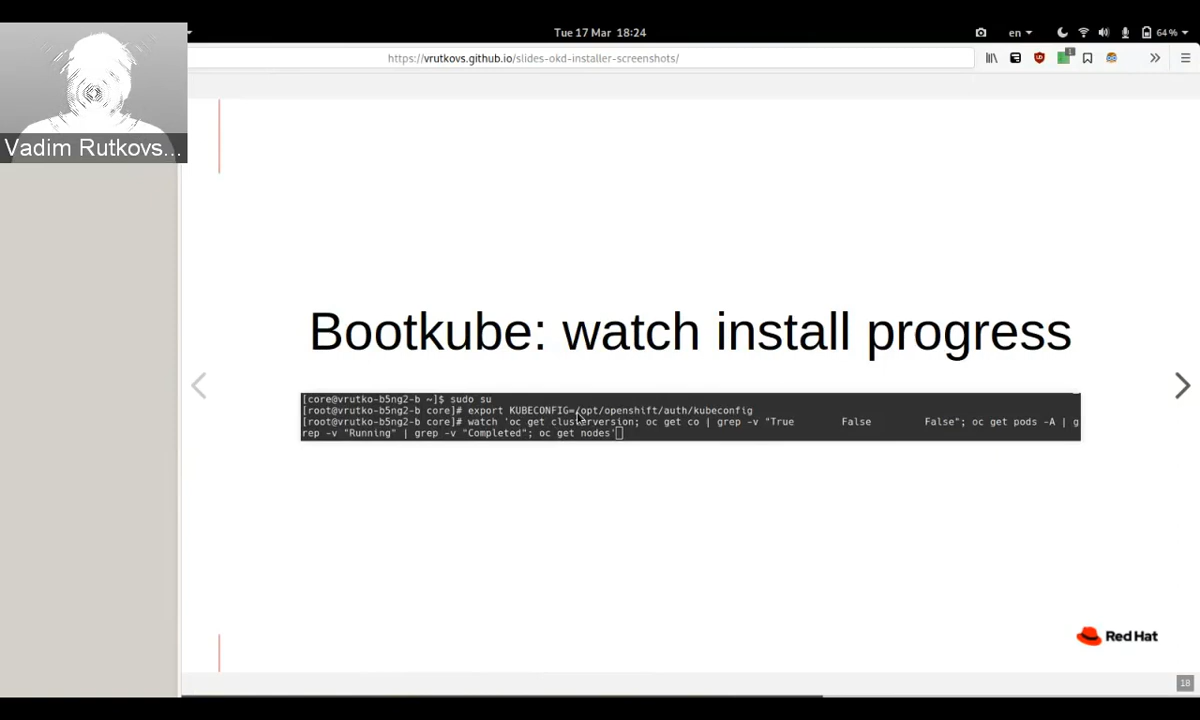 Tue 17 Mar 18:24
en
64 %
https://vrutkovs.github.io/slides-okd-installer-screenshots/
1
Vadim Rutkovs...
Bootkube: watch install progress
[core@vrutko-b5ng2-b ~]$ sudo su
[root@vrutko-b5ng2-b core]# export KUBECONFIG=/opt/openshift/auth/kubeconfig
[root@vrutko-b5ng2-b core]# watch 'oc get clusterversion; oc get co | grep -v "True        False         False"; oc get pods -A | g
rep -v "Running" | grep -v "Completed"; oc get nodes'
Red Hat
18